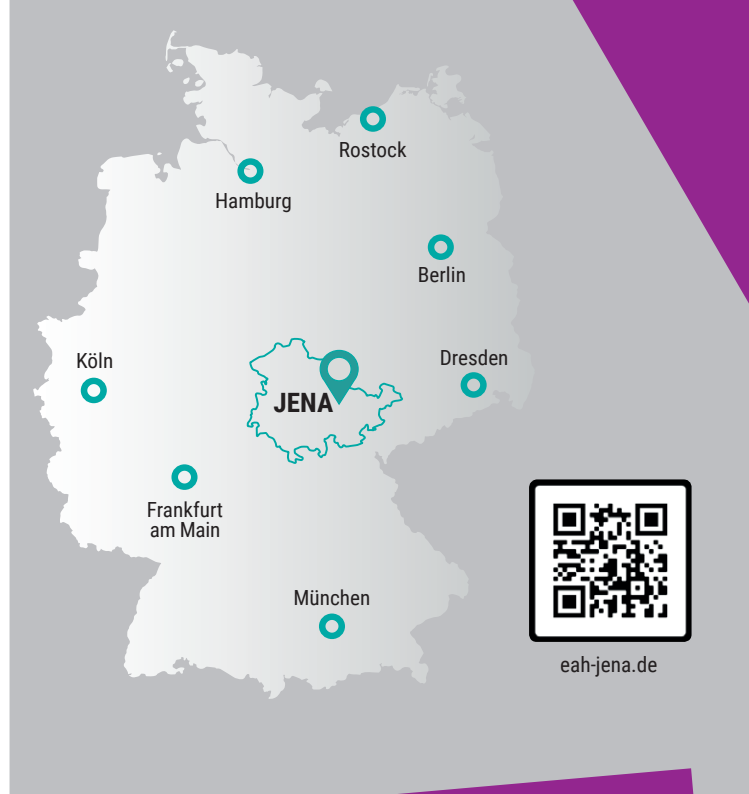 Rostock
Hamburg
Berlin
Köln
Dresden
JENA
Frankfurt
am Main
München
eah-jena.de